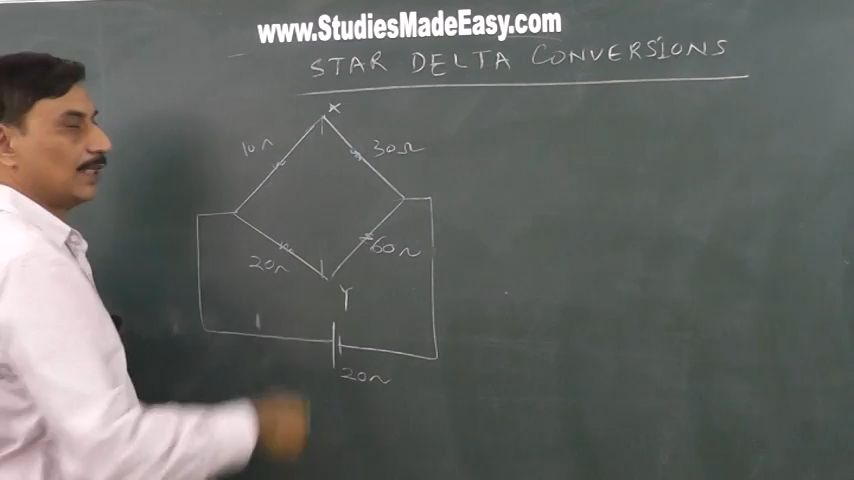 www.StudiesMadeEasy.com
STAR DELTA CONVERSIONS
X
10Ω
30Ω
20Ω
60Ω
Y
20Ω